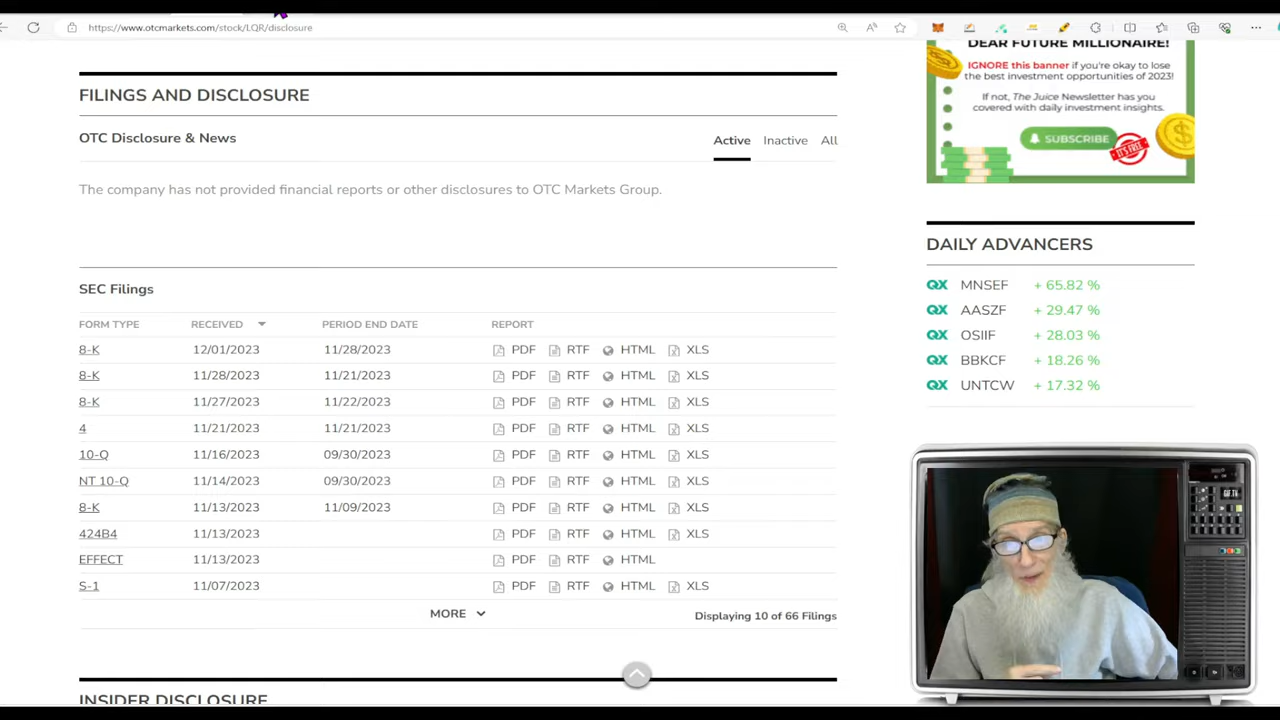 https://www.otcmarkets.com/stock/LQR/disclosure
FILINGS AND DISCLOSURE
OTC Disclosure & News
Active Inactive All
The company has not provided financial reports or other disclosures to OTC Markets Group.
SEC Filings
FORM TYPE RECEIVED PERIOD END DATE REPORT
8-K 12/01/2023 11/28/2023 PDF RTF HTML XLS
8-K 11/28/2023 11/21/2023 PDF RTF HTML XLS
8-K 11/27/2023 11/22/2023 PDF RTF HTML XLS
4 11/21/2023 11/21/2023 PDF RTF HTML XLS
10-Q 11/16/2023 09/30/2023 PDF RTF HTML XLS
NT 10-Q 11/14/2023 09/30/2023 PDF RTF HTML XLS
8-K 11/13/2023 11/09/2023 PDF RTF HTML XLS
424B4 11/13/2023 PDF RTF HTML XLS
EFFECT 11/13/2023 PDF RTF HTML
S-1 11/07/2023 PDF RTF HTML XLS
MORE
Displaying 10 of 66 Filings
INSIDER DISCLOSURE
DEAR FUTURE MILLIONAIRE!
IGNORE this banner if you're okay to lose
the best investment opportunities of 2023!
If not, The Juice Newsletter has you
covered with daily investment insights.
SUBSCRIBE
IT'S FREE
DAILY ADVANCERS
QX MNSEF + 65.82 %
QX AASZF + 29.47 %
QX OSIIF + 28.03 %
QX BBKCF + 18.26 %
QX UNTCW + 17.32 %